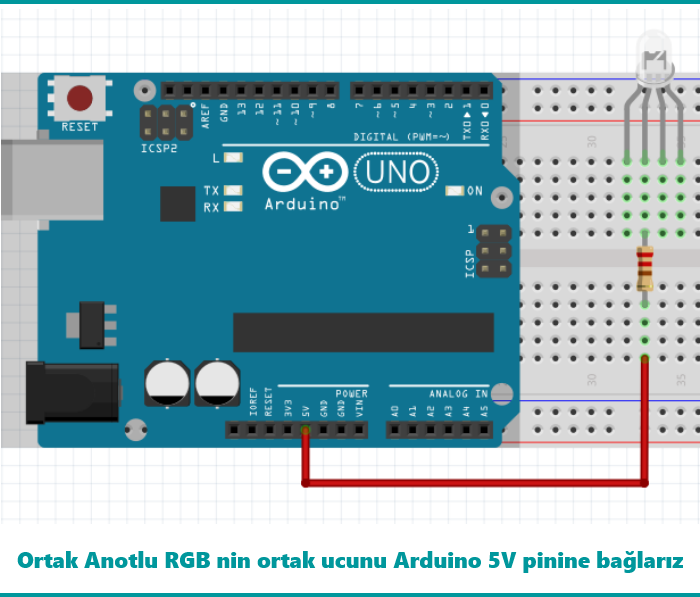 RESET
ICSP2
AREF
GND
13
12
~11
~10
~9
8
7
~6
~5
4
~3
2
TXD▶1
RXD◀0
DIGITAL (PWM=~)
L
TX
RX
Arduino™
UNO
ON
1
ICSP
30
30
35
POWER
ANALOG IN
IOREF
RESET
3V3
5V
GND
GND
VIN
A0
A1
A2
A3
A4
A5
Ortak Anotlu RGB nin ortak ucunu Arduino 5V pinine bağlarız